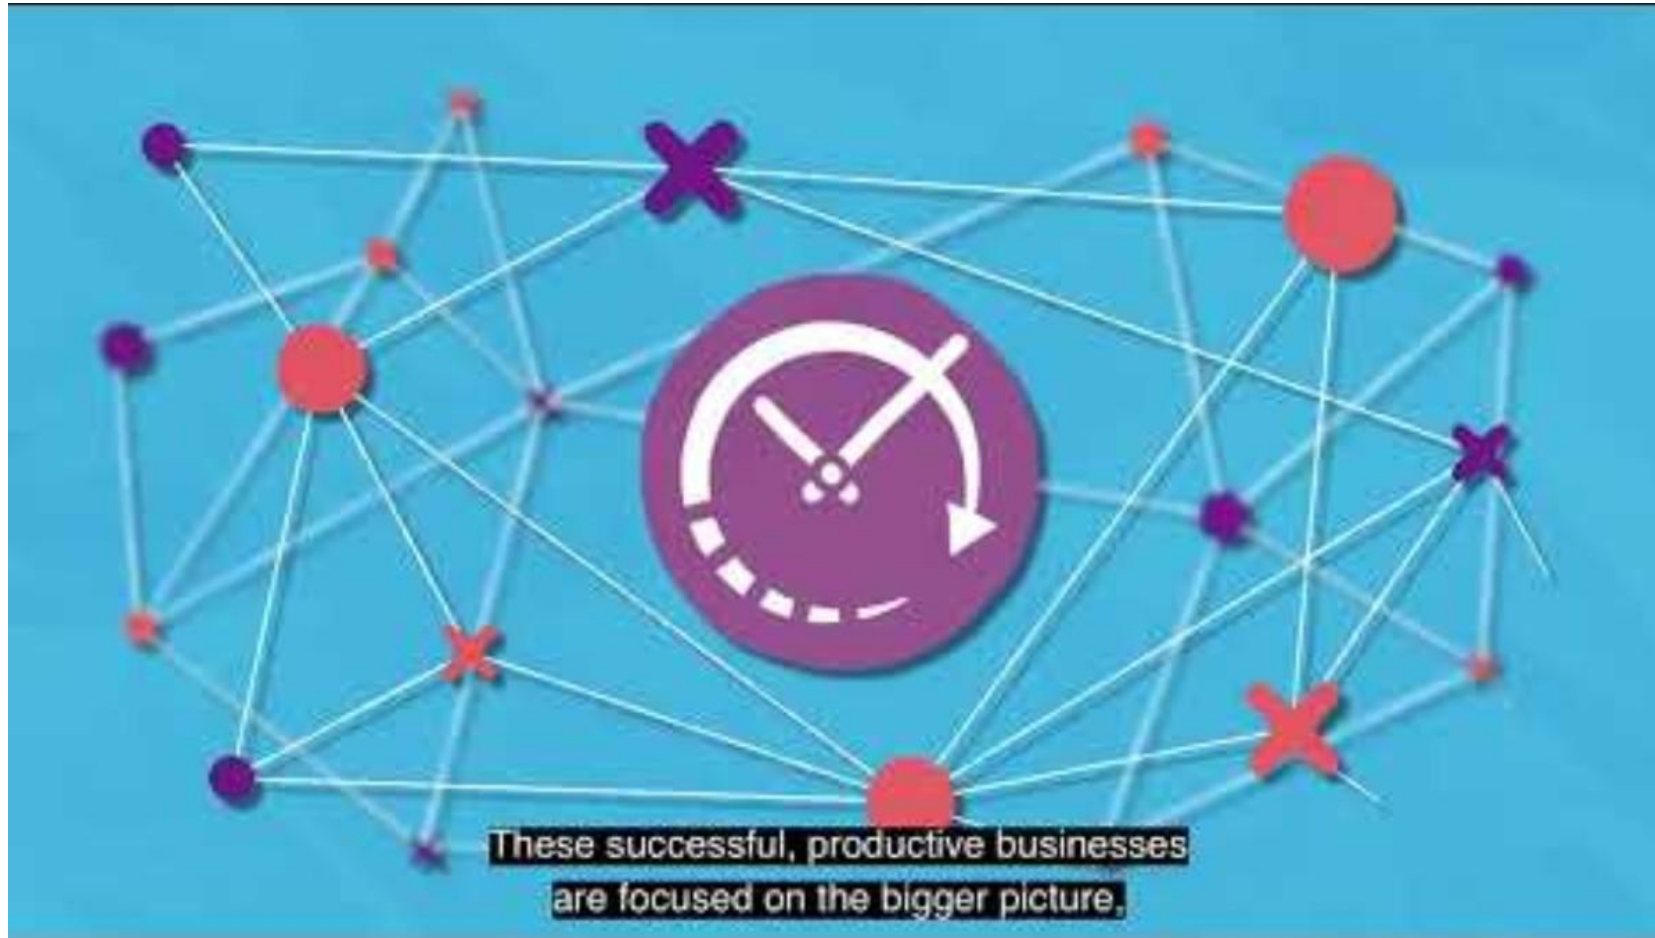 These successful, productive businesses
are focused on the bigger picture,